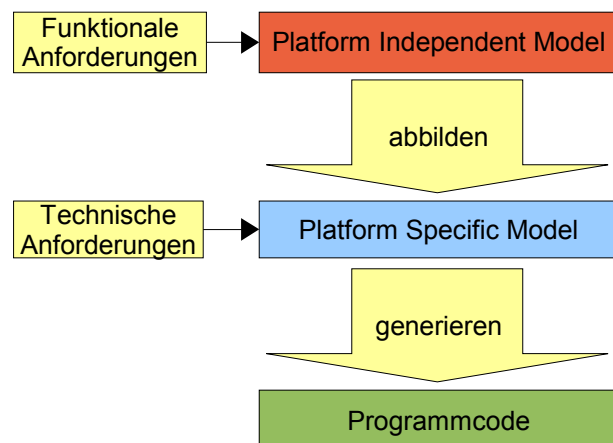 Funktionale
Anforderungen
Platform Independent Model
abbilden
Technische
Anforderungen
Platform Specific Model
generieren
Programmcode